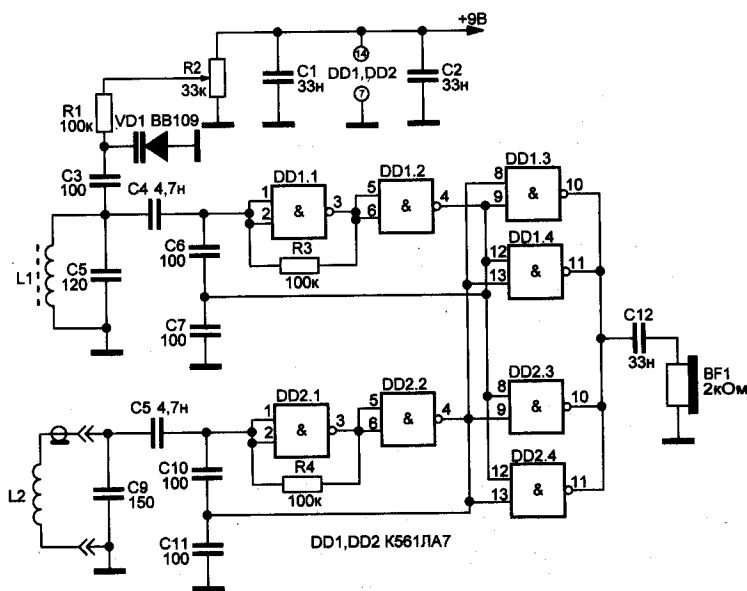 +9В
R2
33к
C1
33н
14
DD1,DD2
7
C2
33н
R1
100к
VD1 BB109
C3
100
C4 4,7н
DD1.1
1
2
&
3
DD1.2
5
6
&
4
DD1.3
8
9
&
10
DD1.4
12
13
&
11
R3
100к
C6
100
L1
C5
120
C7
100
C12
33н
BF1
2кОм
C5 4,7н
DD2.1
1
2
&
3
DD2.2
5
6
&
4
DD2.3
8
9
&
10
DD2.4
12
13
&
11
R4
100к
C10
100
L2
C9
150
C11
100
DD1,DD2 К561ЛА7